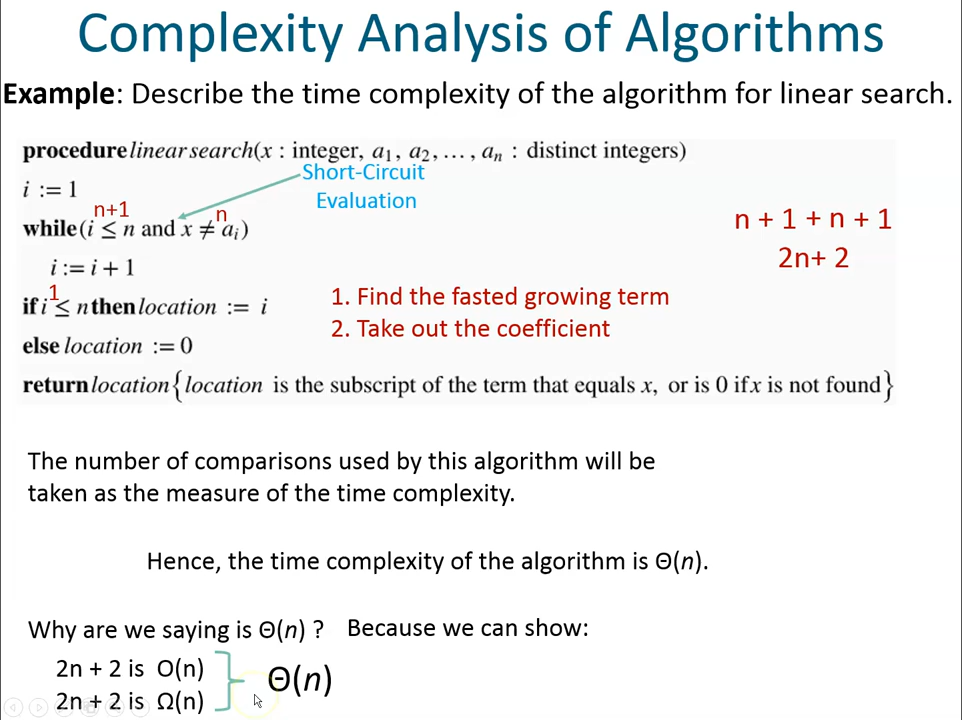 Complexity Analysis of Algorithms
Example: Describe the time complexity of the algorithm for linear search.
procedure linear search(x : integer, a₁, a₂, …, aₙ : distinct integers)
Short-Circuit
Evaluation
i := 1
n+1
n
while (i ≤ n and x ≠ aᵢ)
n + 1 + n + 1
2n+ 2
i := i + 1
1
if i ≤ n then location := i
1. Find the fasted growing term
2. Take out the coefficient
else location := 0
return location{location is the subscript of the term that equals x, or is 0 if x is not found}
The number of comparisons used by this algorithm will be
taken as the measure of the time complexity.
Hence, the time complexity of the algorithm is Θ(n).
Why are we saying is Θ(n) ? Because we can show:
2n + 2 is O(n)
2n + 2 is Ω(n)
Θ(n)